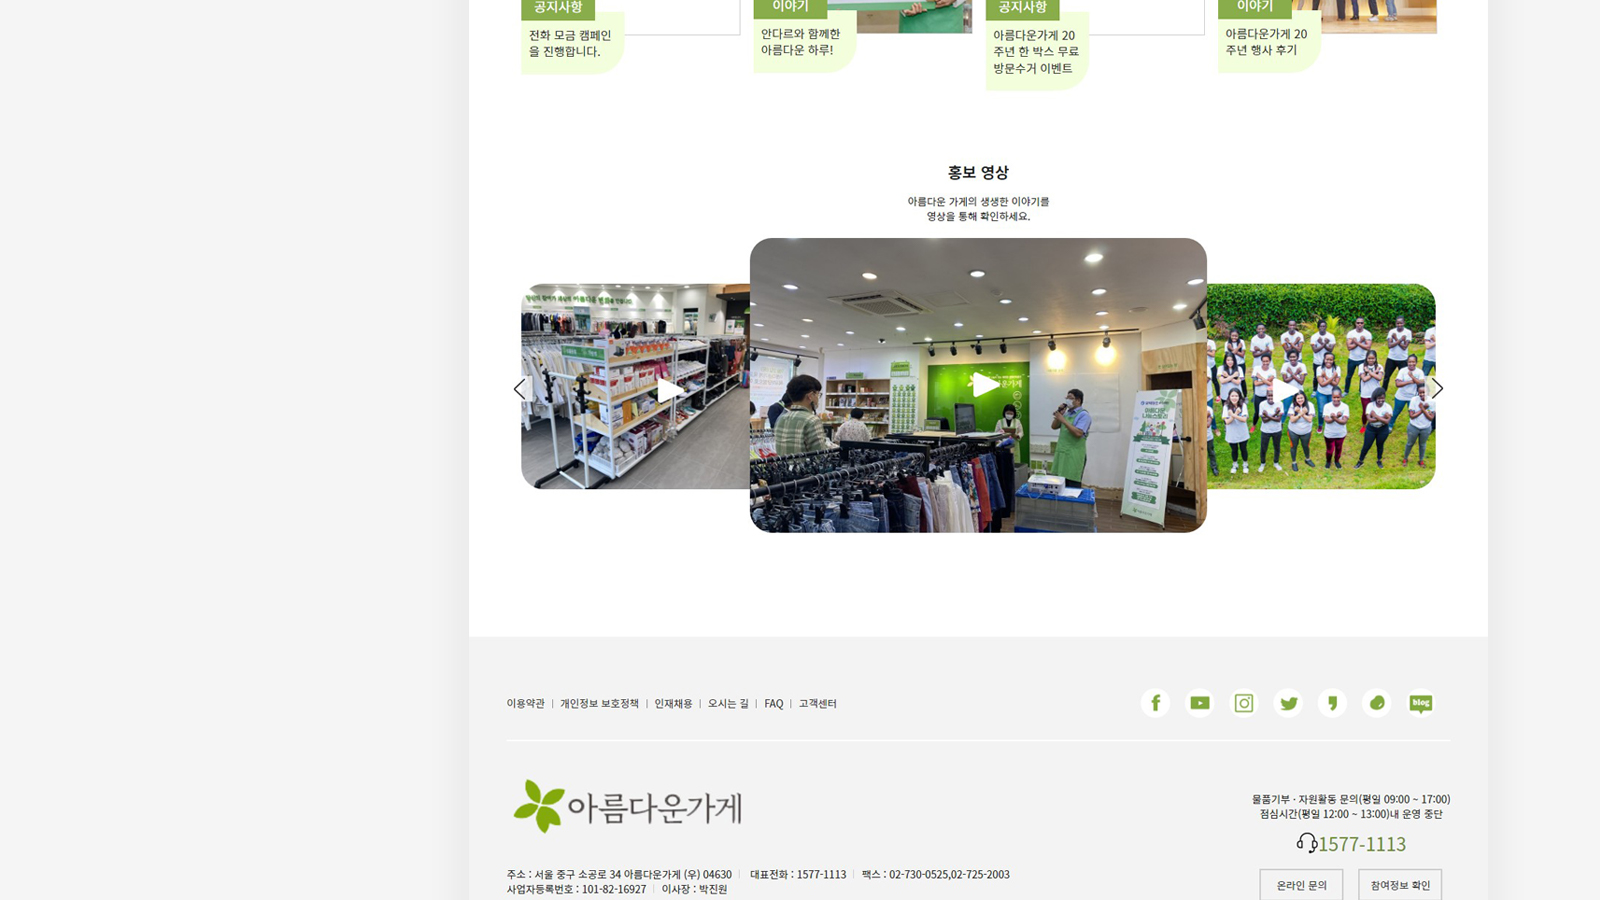 공지사항
전화 모금 캠페인
을 진행합니다.
이야기
안다르와 함께한
아름다운 하루!
공지사항
아름다운가게 20
주년 한 박스 무료
방문수거 이벤트
이야기
아름다운가게 20
주년 행사 후기
홍보 영상
아름다운 가게의 생생한 이야기를
영상을 통해 확인하세요.
이용약관 | 개인정보 보호정책 | 인재채용 | 오시는 길 | FAQ | 고객센터
blog
아름다운가게
물품기부 · 자원활동 문의(평일 09:00 ~ 17:00)
점심시간(평일 12:00 ~ 13:00)내 운영 중단
1577-1113
주소 : 서울 중구 소공로 34 아름다운가게 (우) 04630 | 대표전화 : 1577-1113 | 팩스 : 02-730-0525,02-725-2003
사업자등록번호 : 101-82-16927 | 이사장 : 박진원
온라인 문의
참여정보 확인